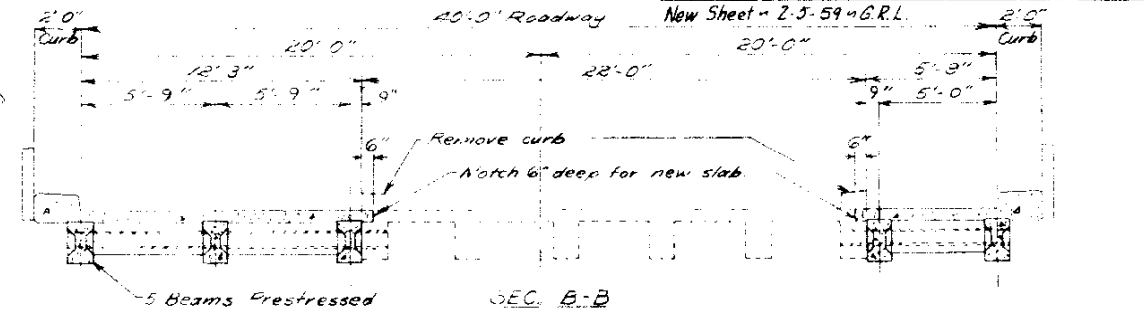 New Sheet - 2-5-59 - G.R.L.
2'-0" 40'-0" Roadway 2'-0"
Curb Curb
20'-0" 20'-0"
12'-3" 22'-0" 5'-9"
5'-9" 5'-9" 9" 9" 5'-0"
6" Remove curb 6"
Notch 6" deep for new slab
A
5 Beams Prestressed
SEC. B-B